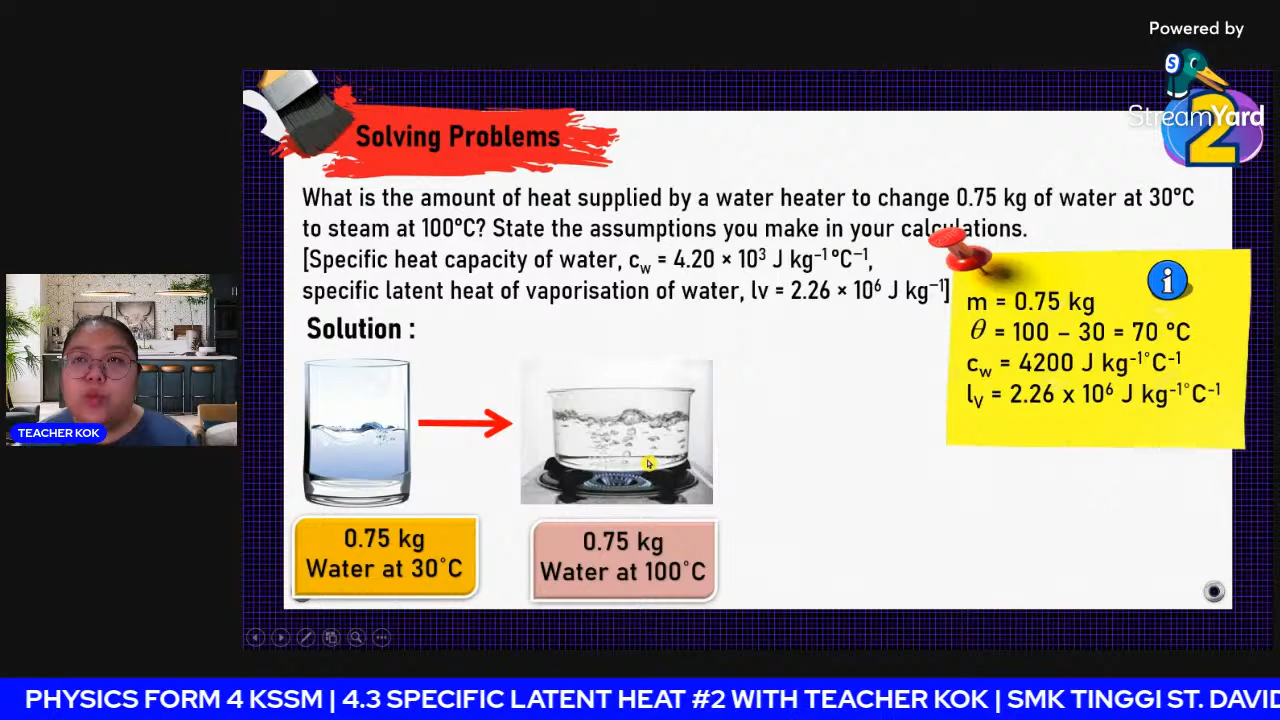 Powered by
StreamYard
2
S
Solving Problems
What is the amount of heat supplied by a water heater to change 0.75 kg of water at 30°C
to steam at 100°C? State the assumptions you make in your calculations.
[Specific heat capacity of water, cw = 4.20 × 10³ J kg⁻¹ °C⁻¹,
specific latent heat of vaporisation of water, lv = 2.26 × 10⁶ J kg⁻¹]
i
m = 0.75 kg
θ = 100 – 30 = 70 °C
cw = 4200 J kg⁻¹°C⁻¹
lV = 2.26 x 10⁶ J kg⁻¹°C⁻¹
Solution :
0.75 kg
Water at 30°C
0.75 kg
Water at 100°C
TEACHER KOK
PHYSICS FORM 4 KSSM | 4.3 SPECIFIC LATENT HEAT #2 WITH TEACHER KOK | SMK TINGGI ST. DAVID